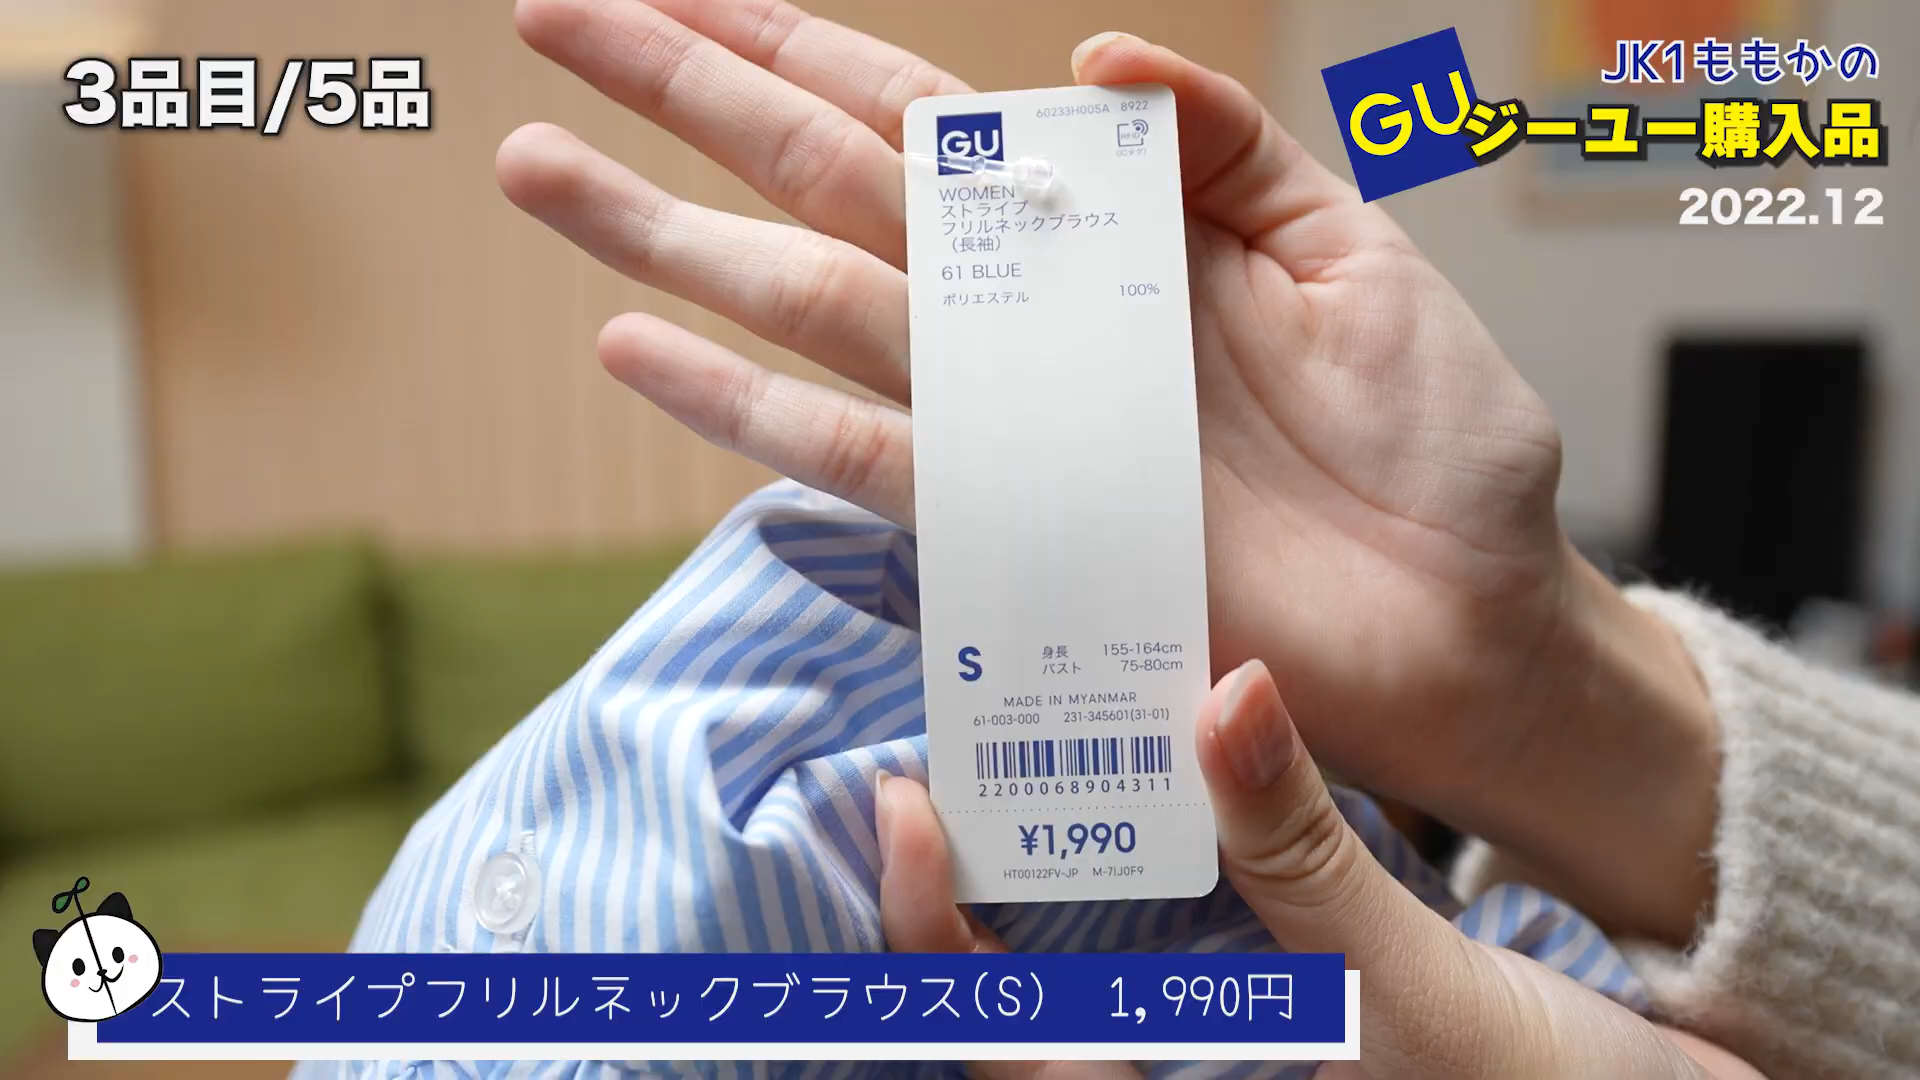 3品目/5品
JK1ももかの
GU
ジーユー購入品
2022.12
60233H005A 8922
GU
RFID
WOMEN
ストライプ
フリルネックブラウス
(長袖)
61 BLUE
ポリエステル 100%
S
身長 155-164cm
バスト 75-80cm
MADE IN MYANMAR
61-003-000 231-345601(31-01)
2200068904311
¥1,990
HT00122FV-JP M-7IJ0F9
ストライプフリルネックブラウス(S) 1,990円